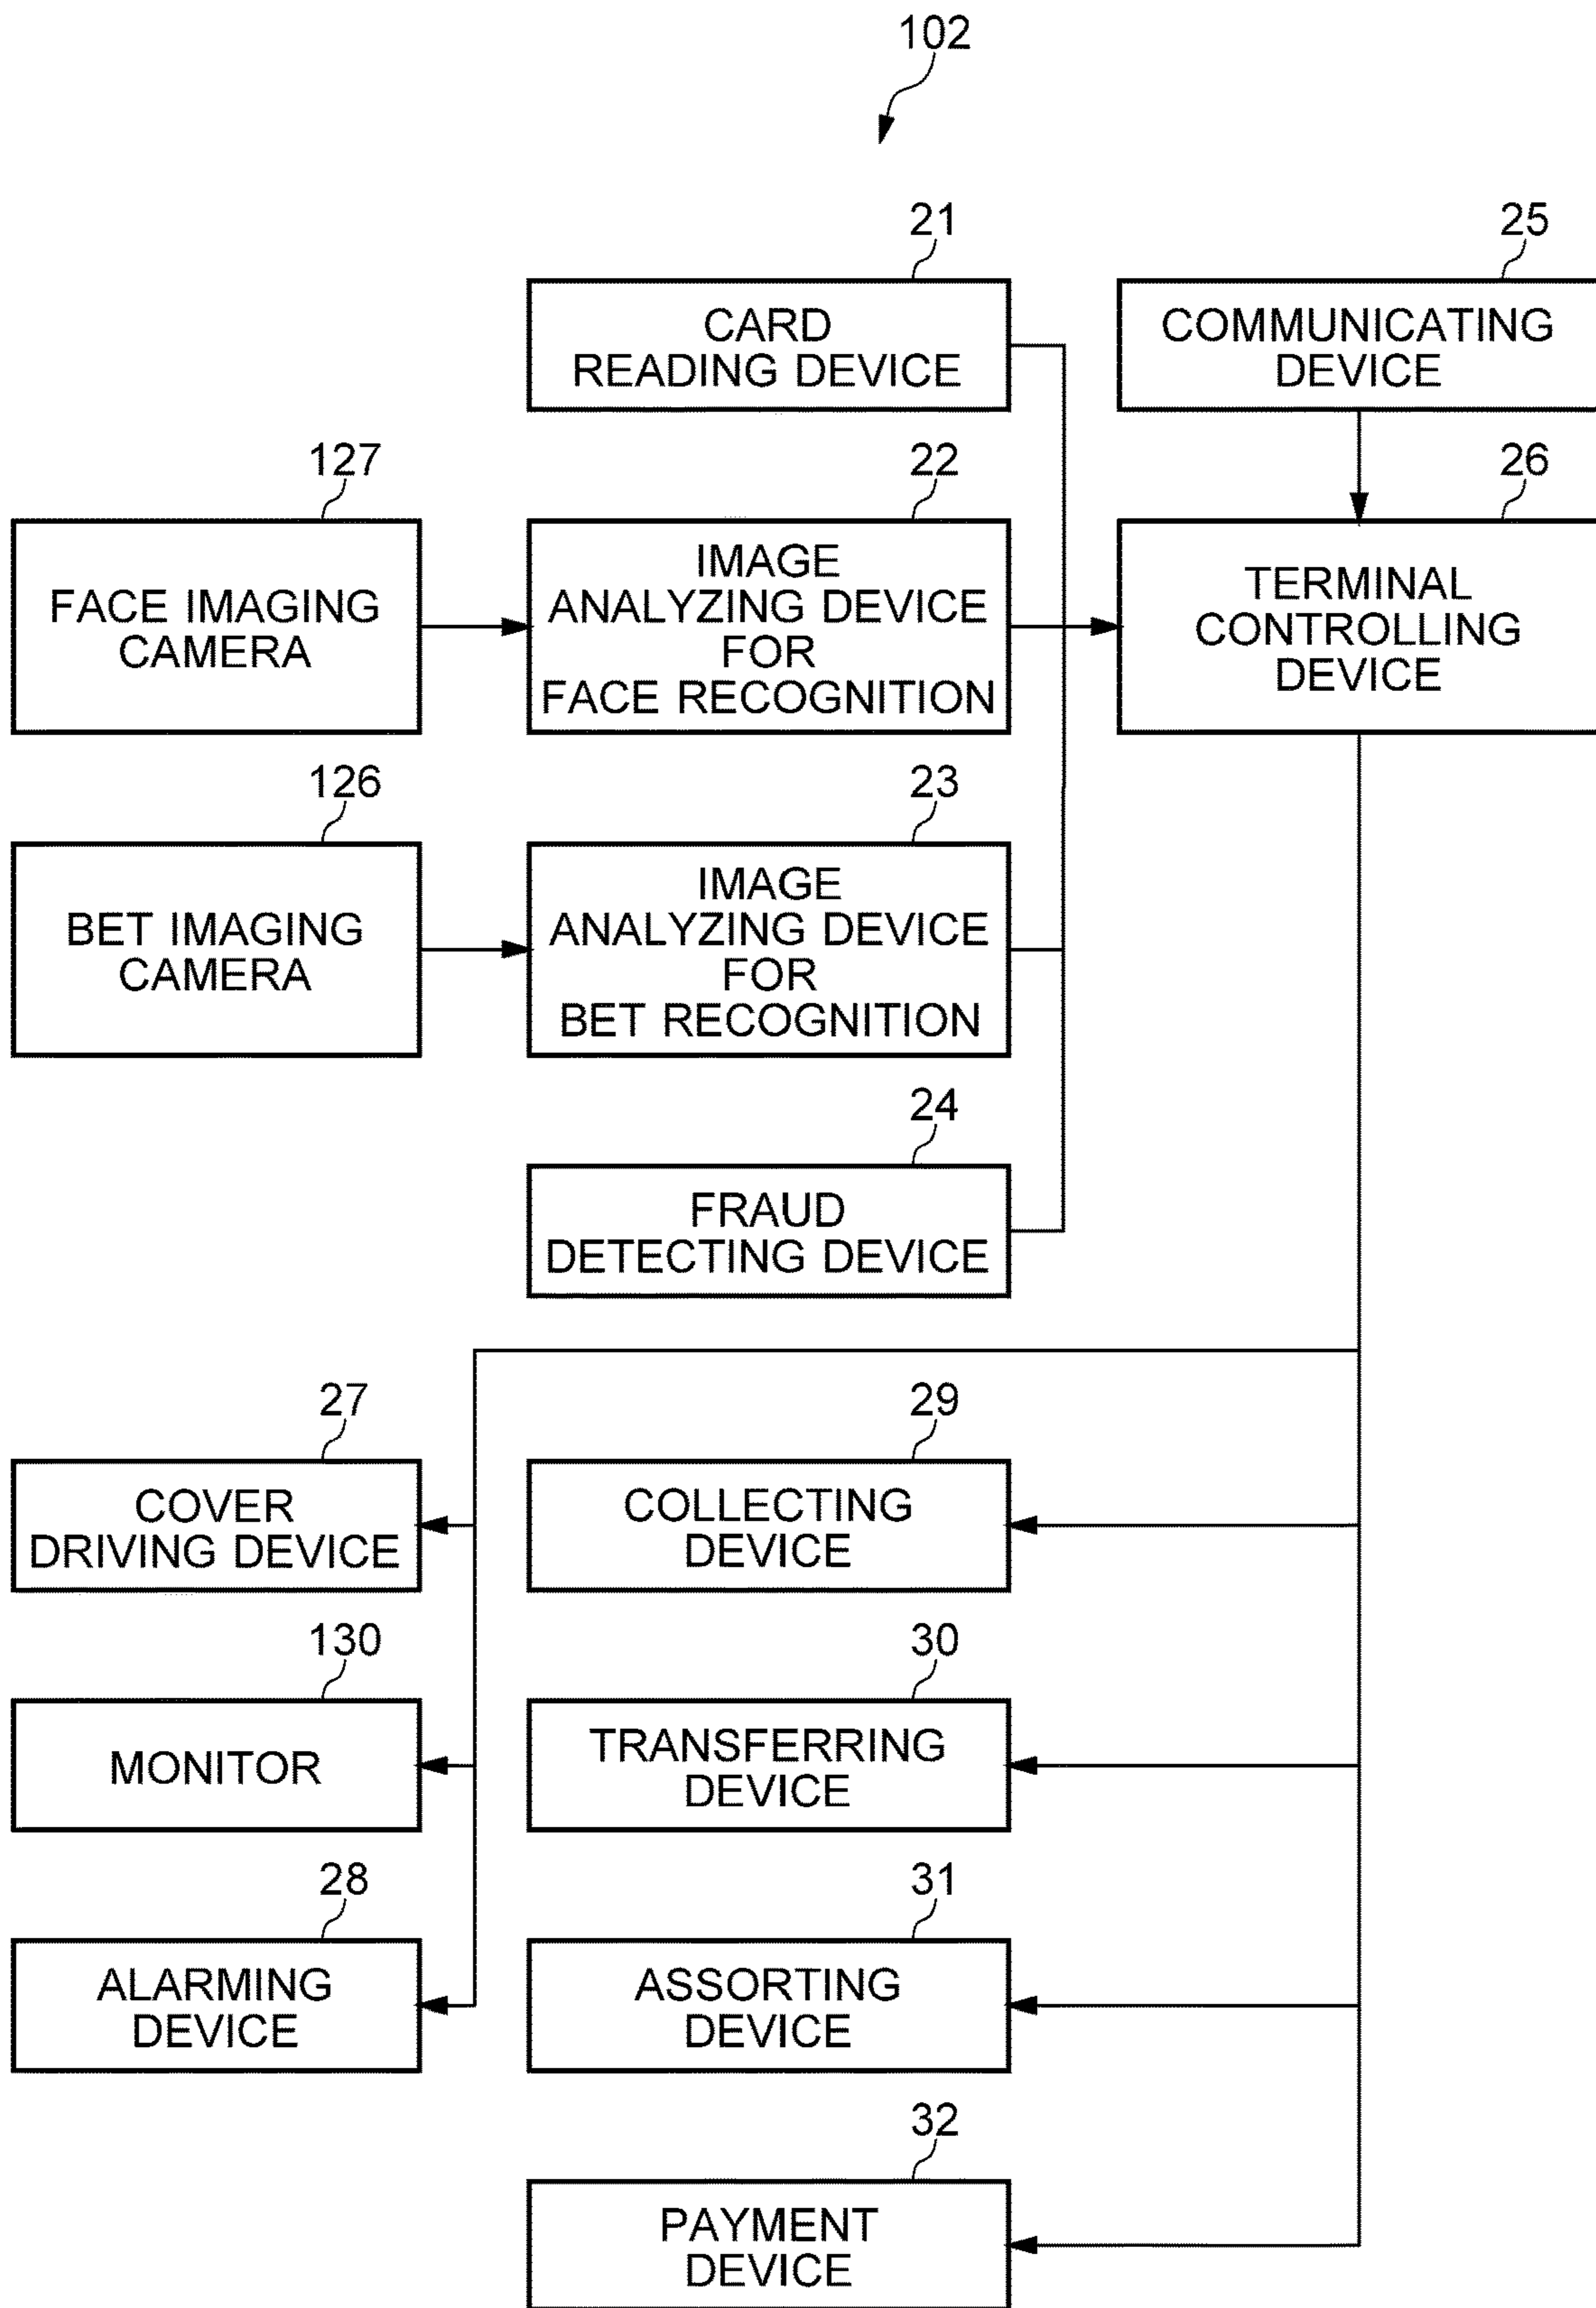 102
21
25
CARD
READING DEVICE
COMMUNICATING
DEVICE
127
22
26
FACE IMAGING
CAMERA
IMAGE
ANALYZING DEVICE
FOR
FACE RECOGNITION
TERMINAL
CONTROLLING
DEVICE
126
23
BET IMAGING
CAMERA
IMAGE
ANALYZING DEVICE
FOR
BET RECOGNITION
24
FRAUD
DETECTING DEVICE
27
29
COVER
DRIVING DEVICE
COLLECTING
DEVICE
130
30
MONITOR
TRANSFERRING
DEVICE
28
31
ALARMING
DEVICE
ASSORTING
DEVICE
32
PAYMENT
DEVICE